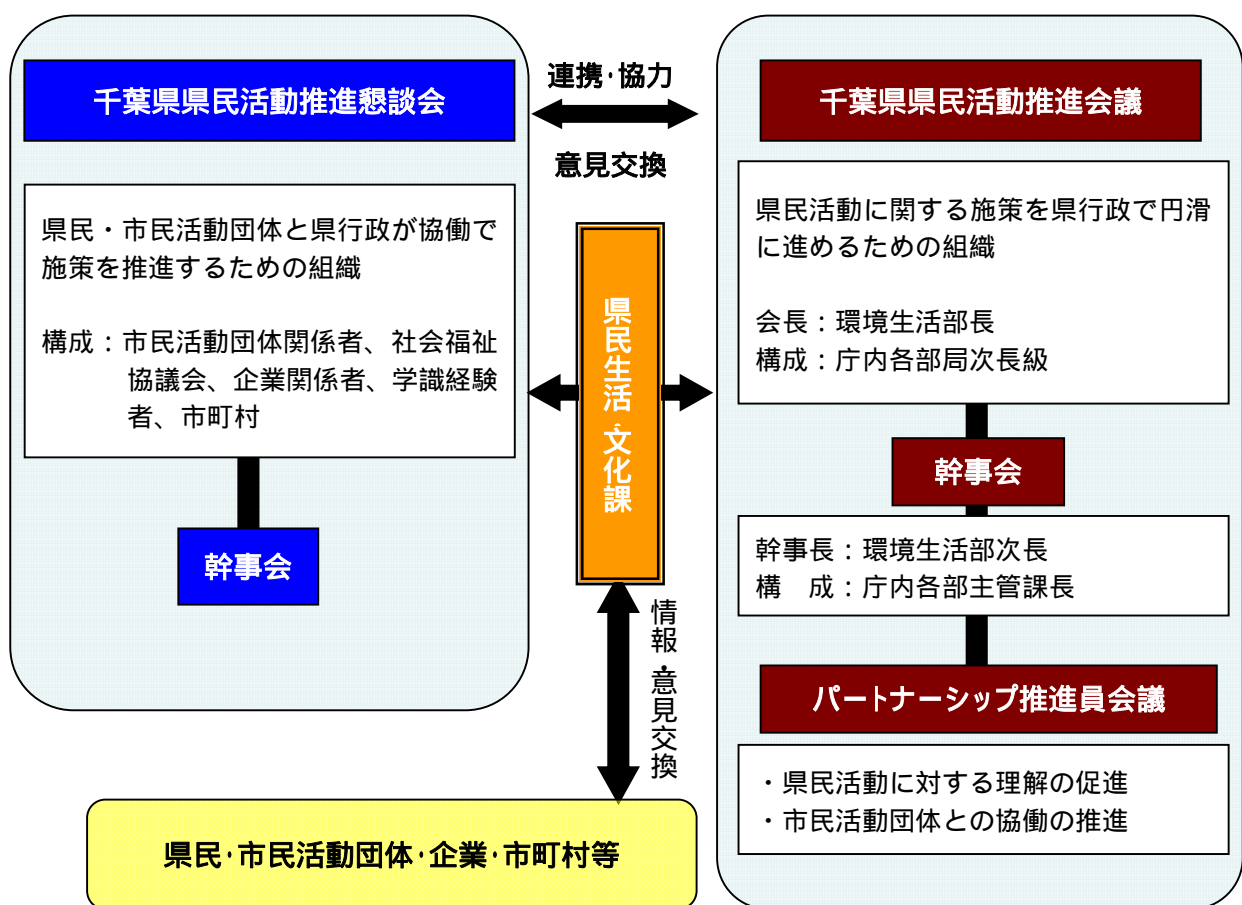 千葉県県民活動推進懇談会
県民・市民活動団体と県行政が協働で
施策を推進するための組織
構成：市民活動団体関係者、社会福祉
協議会、企業関係者、学識経験
者、市町村
幹事会
連携・協力
意見交換
県民生活・文化課
情報・意見交換
千葉県県民活動推進会議
県民活動に関する施策を県行政で円滑
に進めるための組織
会長：環境生活部長
構成：庁内各部局次長級
幹事会
幹事長：環境生活部次長
構　成：庁内各部主管課長
パートナーシップ推進員会議
・県民活動に対する理解の促進
・市民活動団体との協働の推進
県民・市民活動団体・企業・市町村等